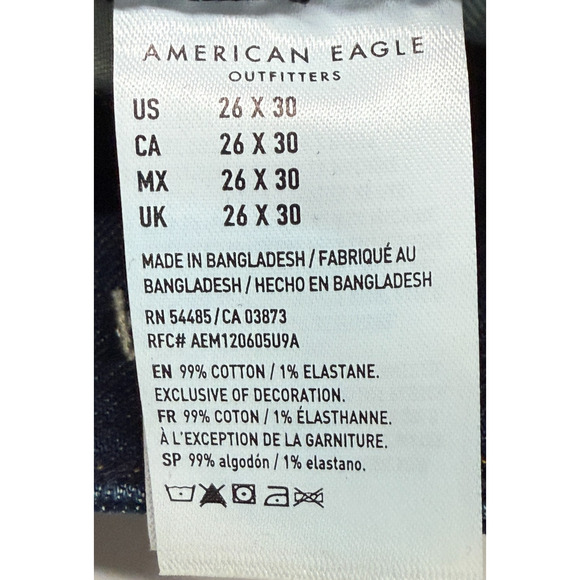 AMERICAN EAGLE
OUTFITTERS
US 26 X 30
CA 26 X 30
MX 26 X 30
UK 26 X 30
MADE IN BANGLADESH / FABRIQUÉ AU
BANGLADESH / HECHO EN BANGLADESH
RN 54485 / CA 03873
RFC# AEM120605U9A
EN 99% COTTON / 1% ELASTANE.
EXCLUSIVE OF DECORATION.
FR 99% COTON / 1% ÉLASTHANNE.
À L'EXCEPTION DE LA GARNITURE.
SP 99% algodón / 1% elastano.